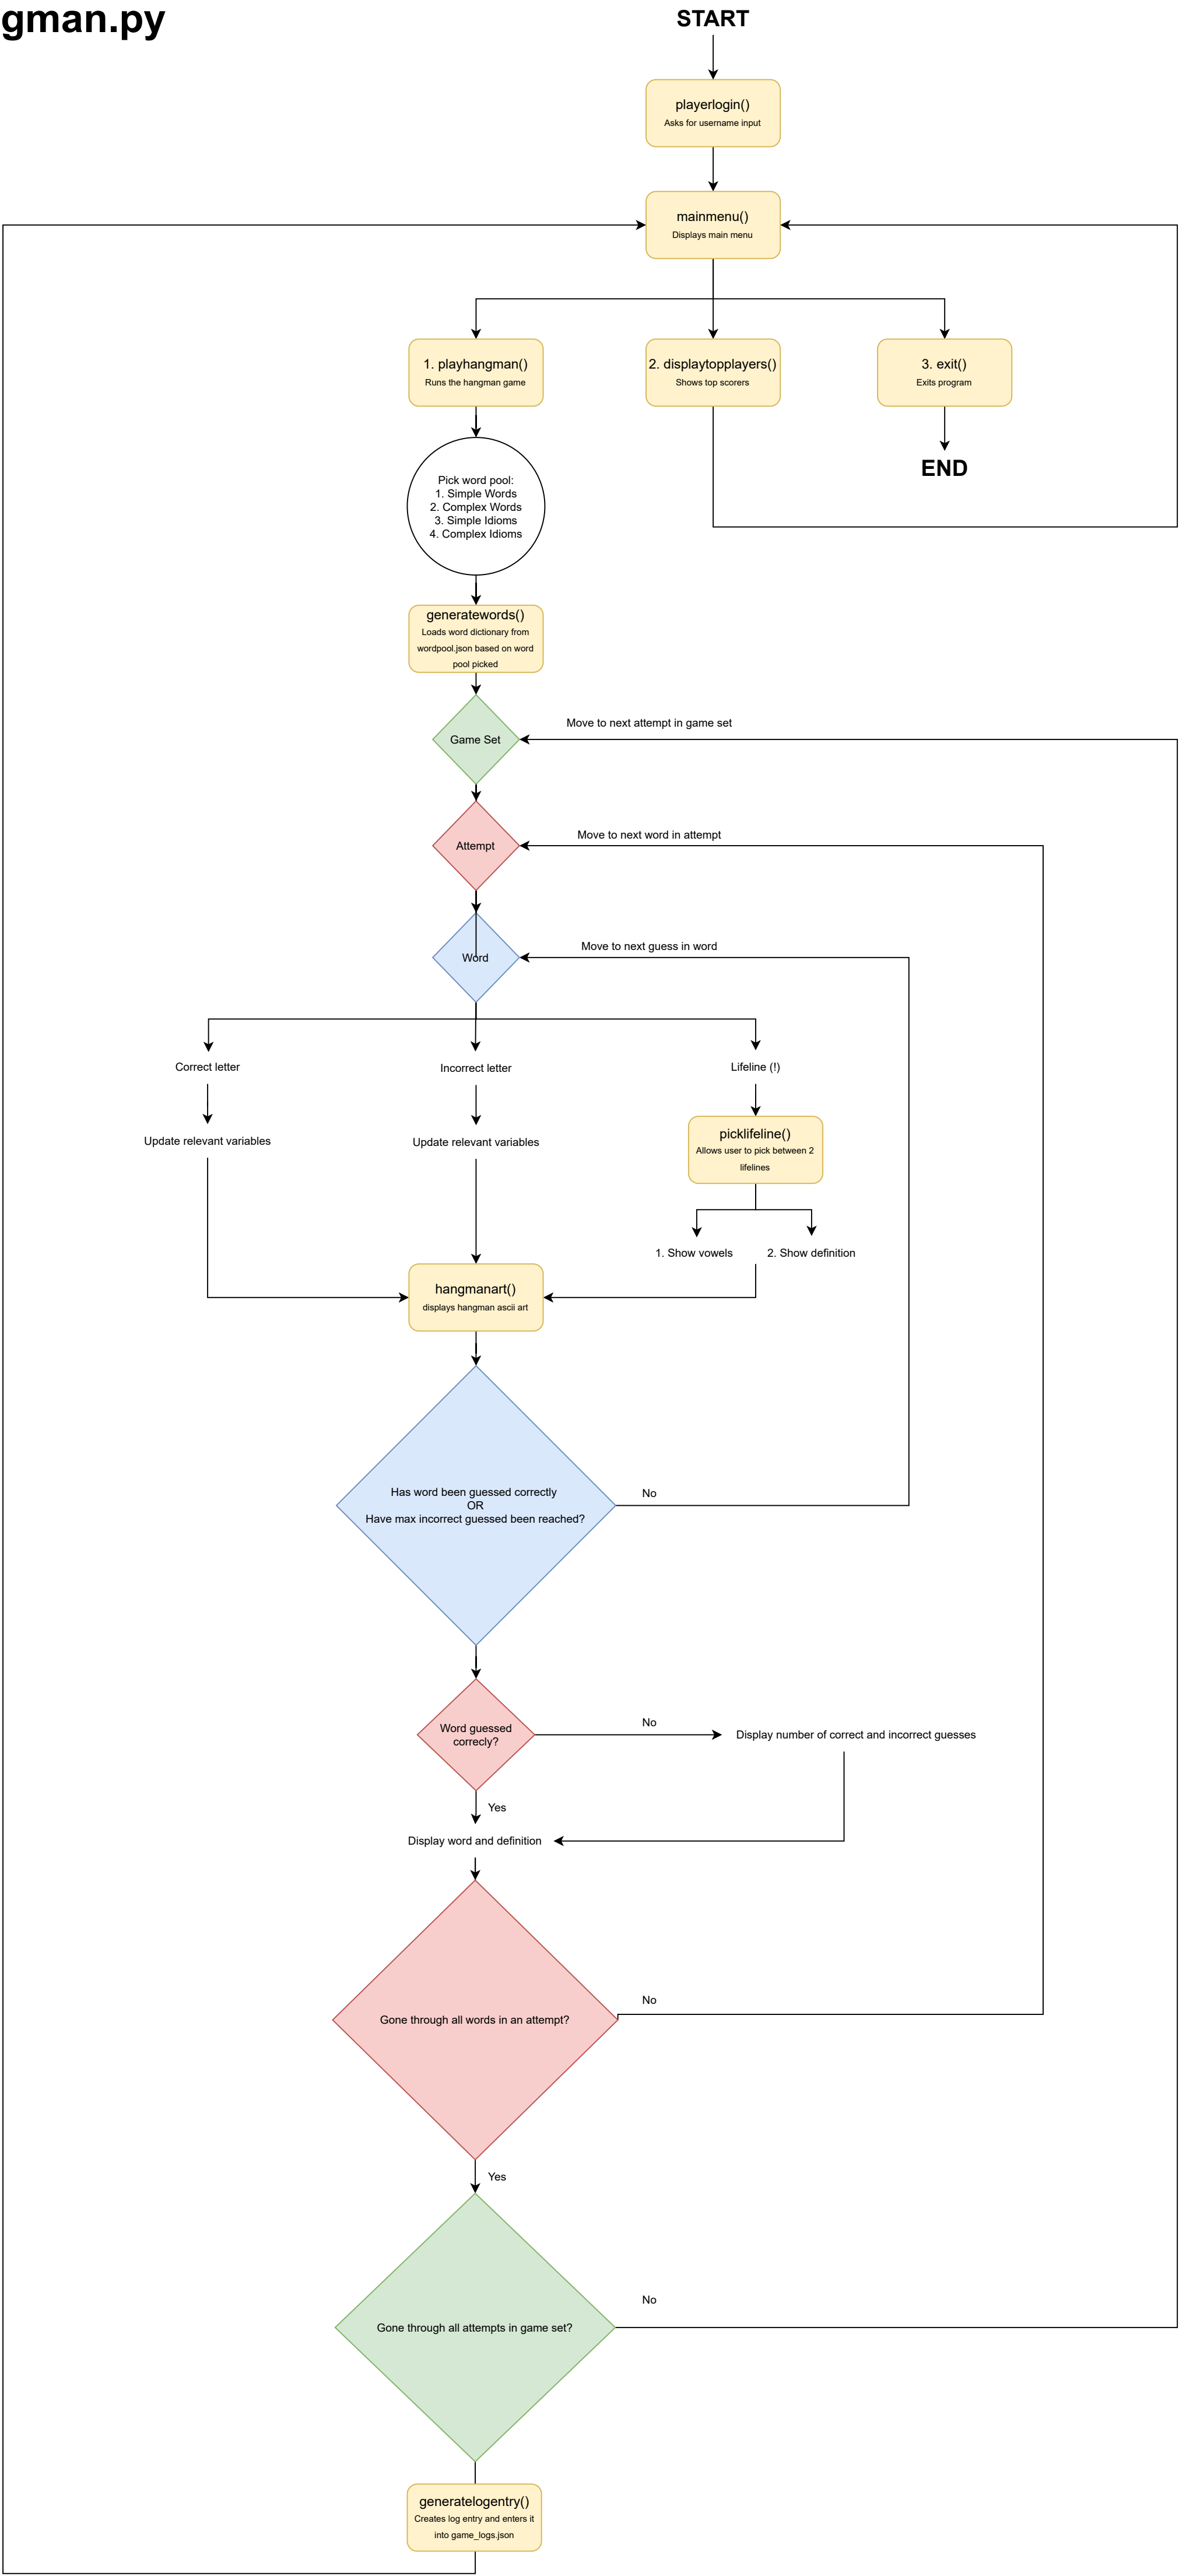 gman.py
START
playerlogin()
Asks for username input
mainmenu()
Displays main menu
1. playhangman()
Runs the hangman game
2. displaytopplayers()
Shows top scorers
3. exit()
Exits program
END
Pick word pool:
1. Simple Words
2. Complex Words
3. Simple Idioms
4. Complex Idioms
generatewords()
Loads word dictionary from
wordpool.json based on word
pool picked
Move to next attempt in game set
Game Set
Move to next word in attempt
Attempt
Move to next guess in word
Word
Correct letter
Incorrect letter
Lifeline (!)
Update relevant variables
Update relevant variables
picklifeline()
Allows user to pick between 2
lifelines
1. Show vowels
2. Show definition
hangmanart()
displays hangman ascii art
Has word been guessed correctly
OR
Have max incorrect guessed been reached?
No
Word guessed
correcly?
No
Display number of correct and incorrect guesses
Yes
Display word and definition
Gone through all words in an attempt?
No
Yes
Gone through all attempts in game set?
No
generatelogentry()
Creates log entry and enters it
into game_logs.json